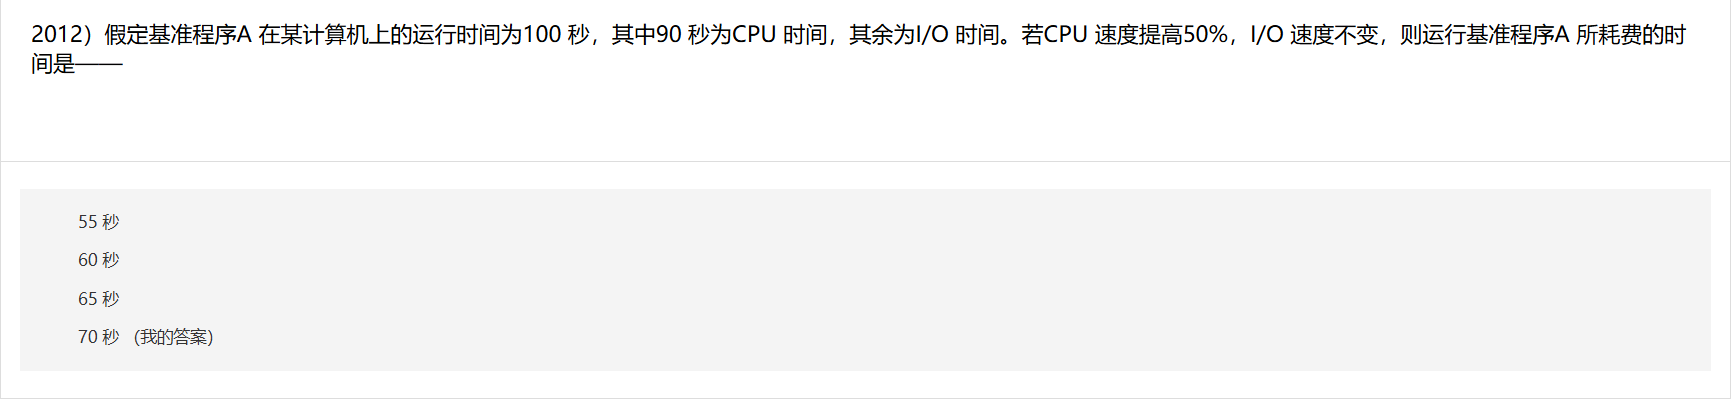 2012）假定基准程序A 在某计算机上的运行时间为100 秒，其中90 秒为CPU 时间，其余为I/O 时间。若CPU 速度提高50%，I/O 速度不变，则运行基准程序A 所耗费的时
间是——
55 秒
60 秒
65 秒
70 秒 （我的答案）